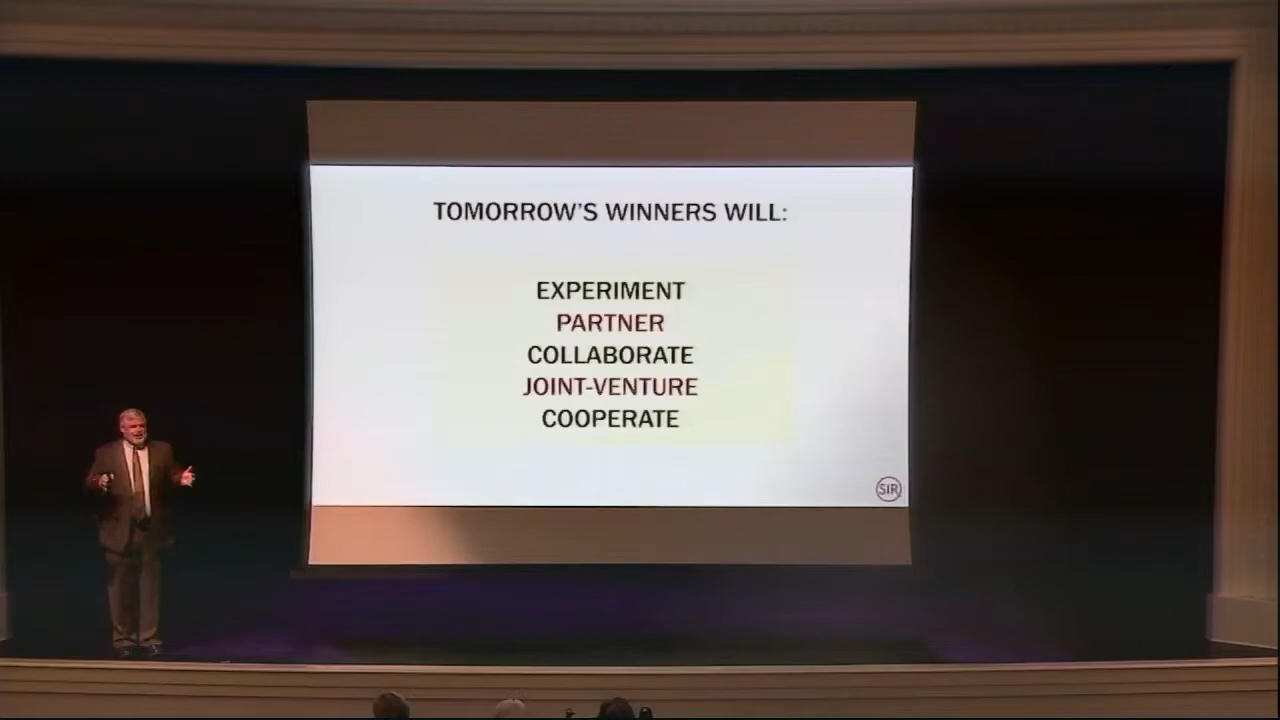 TOMORROW'S WINNERS WILL:
EXPERIMENT
PARTNER
COLLABORATE
JOINT-VENTURE
COOPERATE
SIR